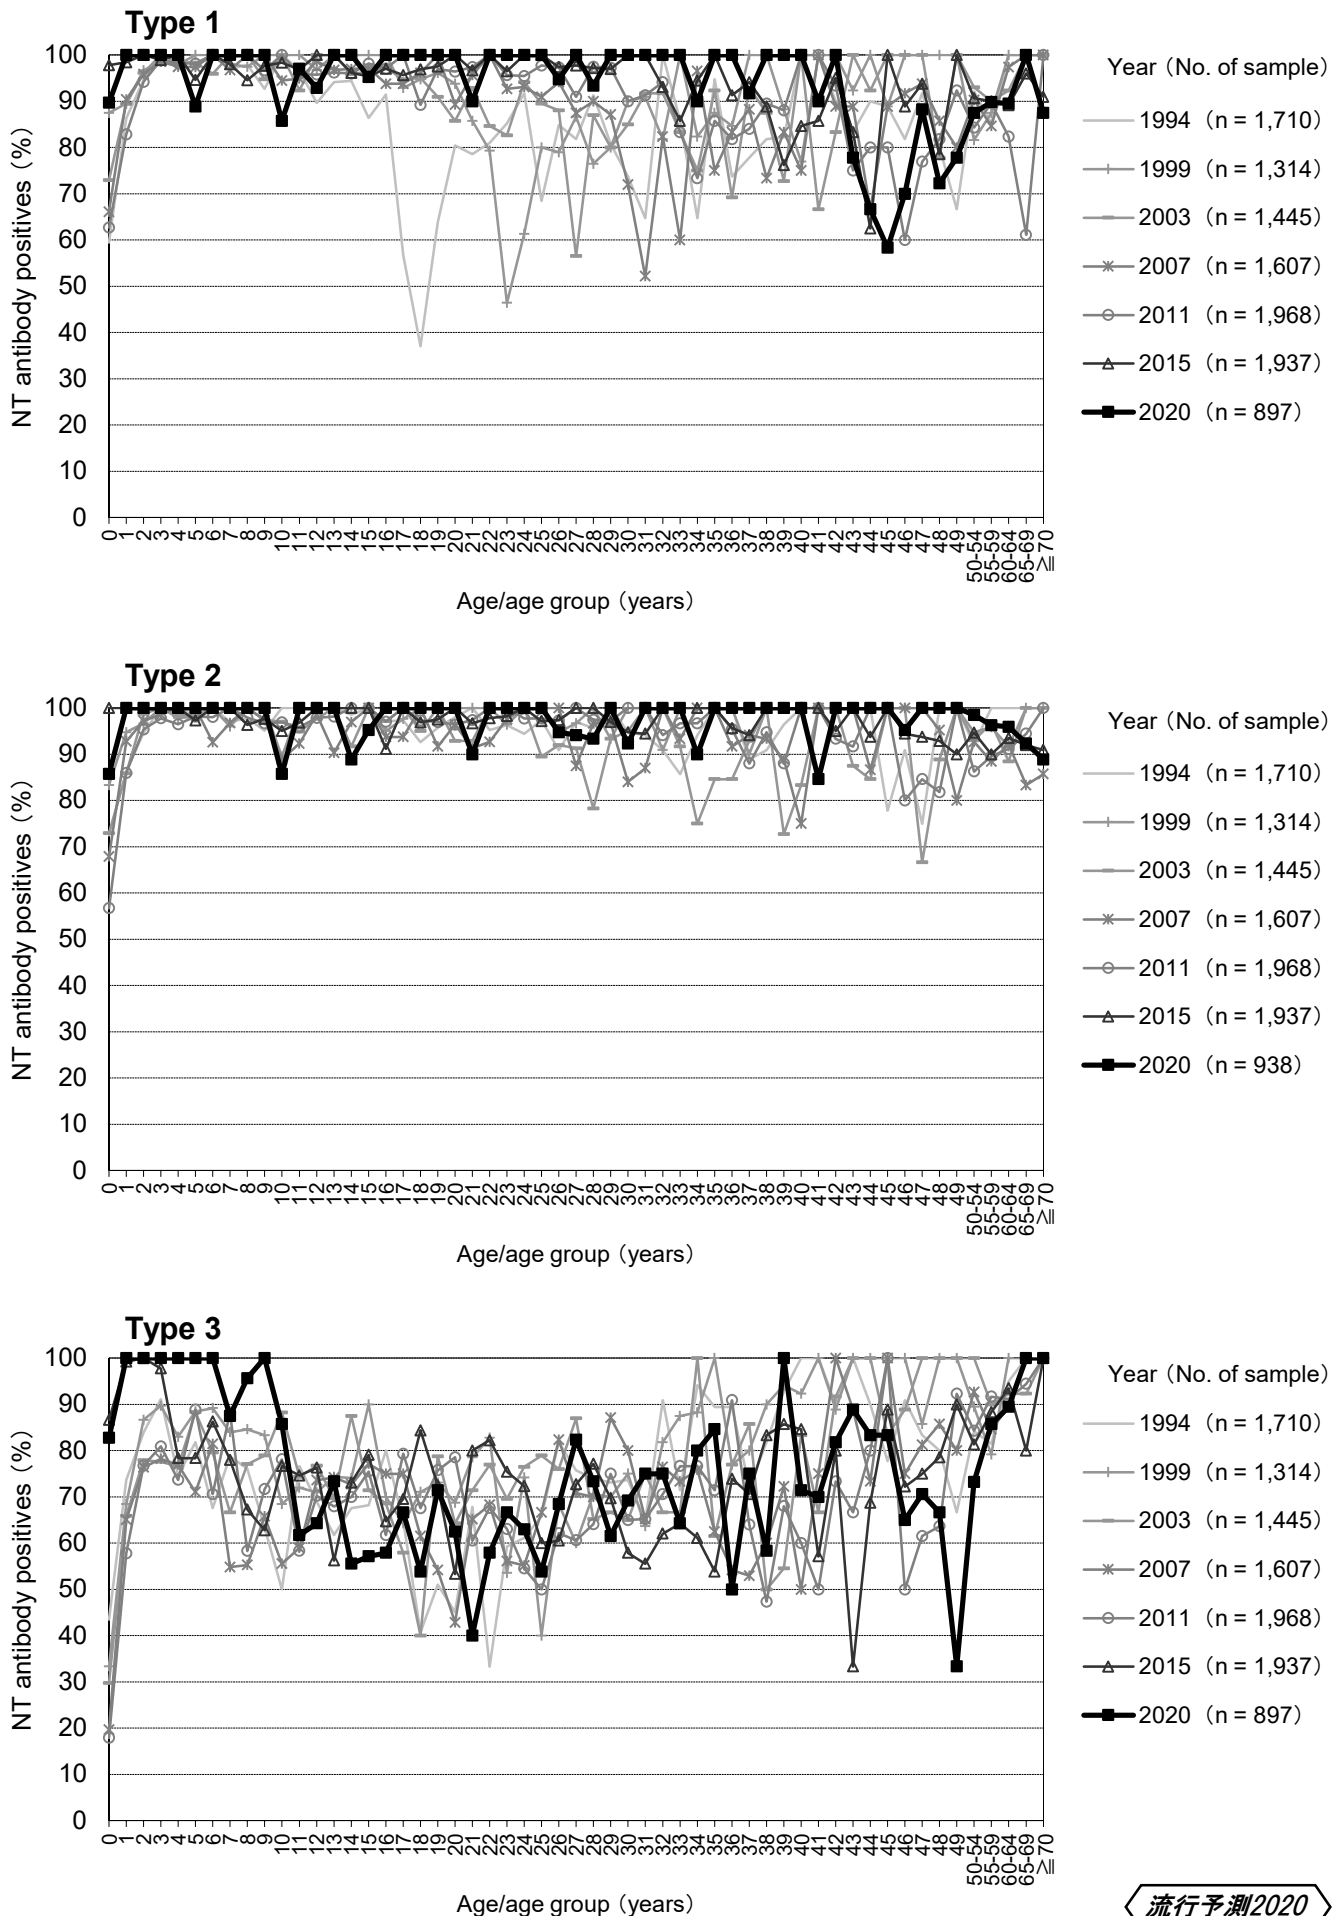 Type 1
NT antibody positives (%)
100
90
80
70
60
50
40
30
20
10
0
0 1 2 3 4 5 6 7 8 9 10 11 12 13 14 15 16 17 18 19 20 21 22 23 24 25 26 27 28 29 30 31 32 33 34 35 36 37 38 39 40 41 42 43 44 45 46 47 48 49 50-54 55-59 60-64 65-69 ≧70
Age/age group (years)
Year (No. of sample)
1994 (n = 1,710)
1999 (n = 1,314)
2003 (n = 1,445)
2007 (n = 1,607)
2011 (n = 1,968)
2015 (n = 1,937)
2020 (n = 897)
Type 2
NT antibody positives (%)
100
90
80
70
60
50
40
30
20
10
0
0 1 2 3 4 5 6 7 8 9 10 11 12 13 14 15 16 17 18 19 20 21 22 23 24 25 26 27 28 29 30 31 32 33 34 35 36 37 38 39 40 41 42 43 44 45 46 47 48 49 50-54 55-59 60-64 65-69 ≧70
Age/age group (years)
Year (No. of sample)
1994 (n = 1,710)
1999 (n = 1,314)
2003 (n = 1,445)
2007 (n = 1,607)
2011 (n = 1,968)
2015 (n = 1,937)
2020 (n = 938)
Type 3
NT antibody positives (%)
100
90
80
70
60
50
40
30
20
10
0
0 1 2 3 4 5 6 7 8 9 10 11 12 13 14 15 16 17 18 19 20 21 22 23 24 25 26 27 28 29 30 31 32 33 34 35 36 37 38 39 40 41 42 43 44 45 46 47 48 49 50-54 55-59 60-64 65-69 ≧70
Age/age group (years)
Year (No. of sample)
1994 (n = 1,710)
1999 (n = 1,314)
2003 (n = 1,445)
2007 (n = 1,607)
2011 (n = 1,968)
2015 (n = 1,937)
2020 (n = 897)
流行予測2020